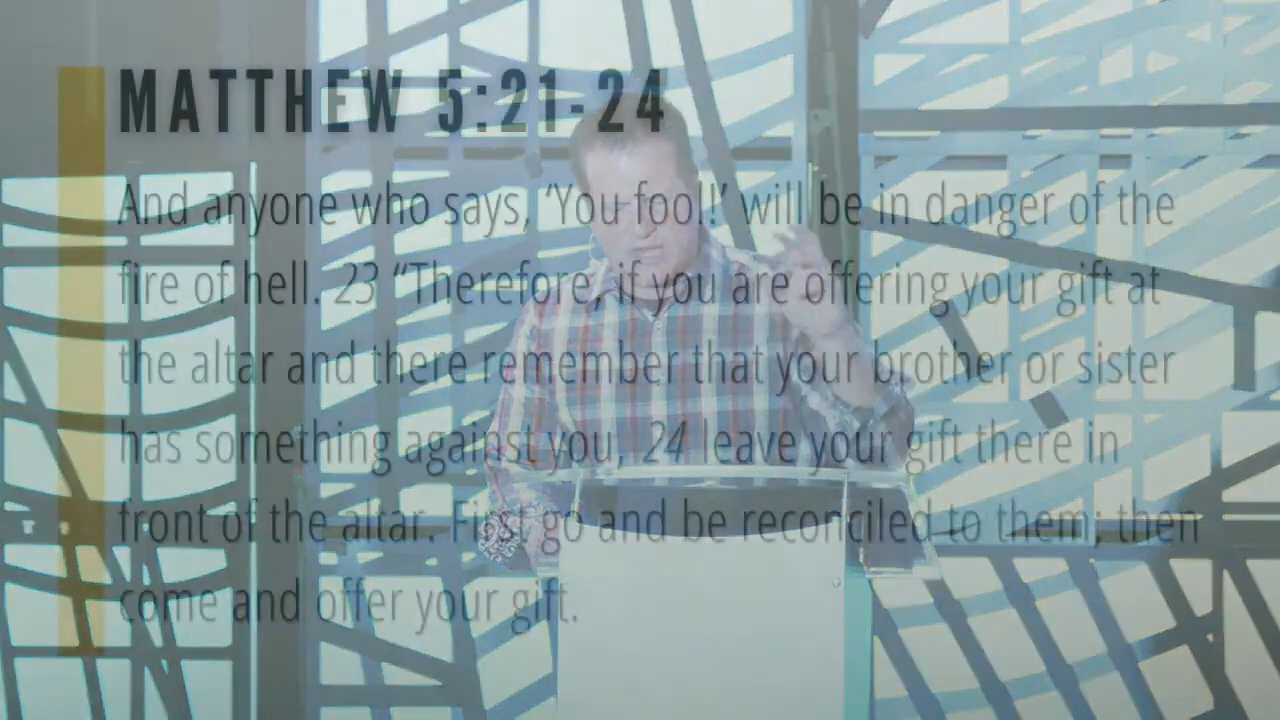 MATTHEW 5:21-24
And anyone who says, ‘You fool!’ will be in danger of the
fire of hell. 23 “Therefore, if you are offering your gift at
the altar and there remember that your brother or sister
has something against you, 24 leave your gift there in
front of the altar. First go and be reconciled to them; then
come and offer your gift.